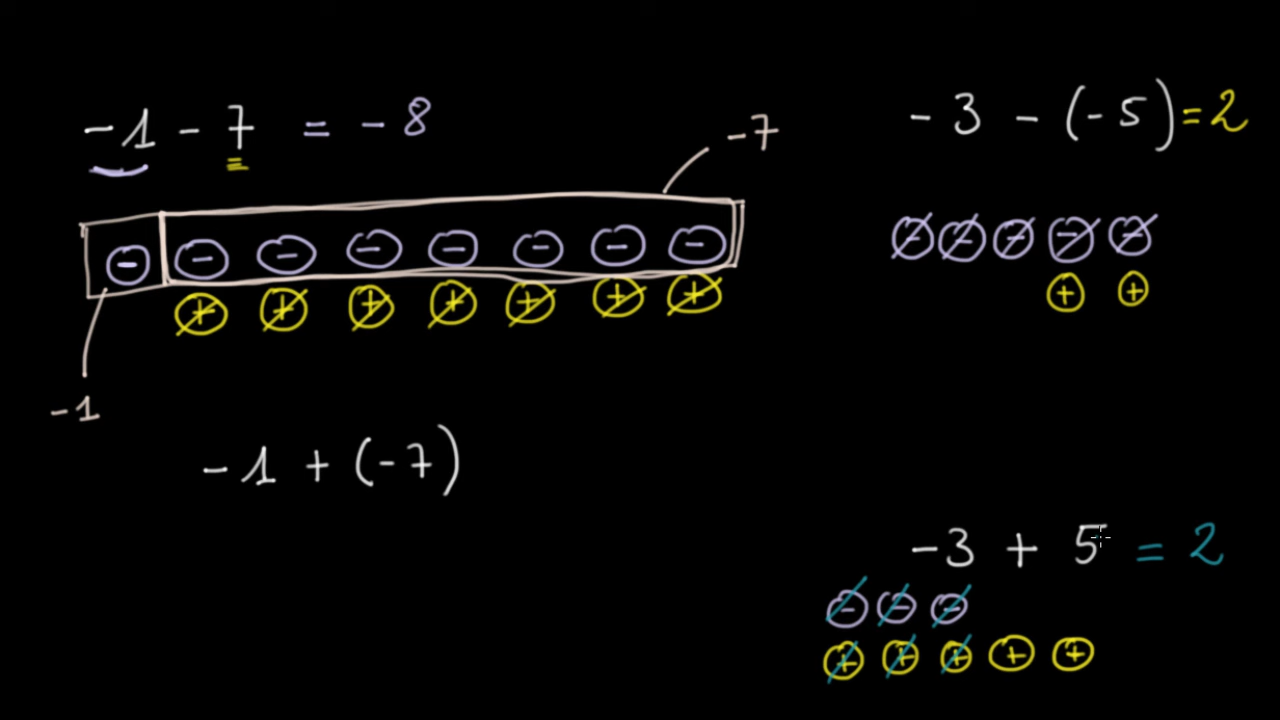 -1 - 7 = -8
-7
- - - - - - - -
+ + + + + + +
-1
-1 + (-7)
-3 - (-5) = 2
- - - - -
+ +
-3 + 5 = 2
- - -
+ + + + +